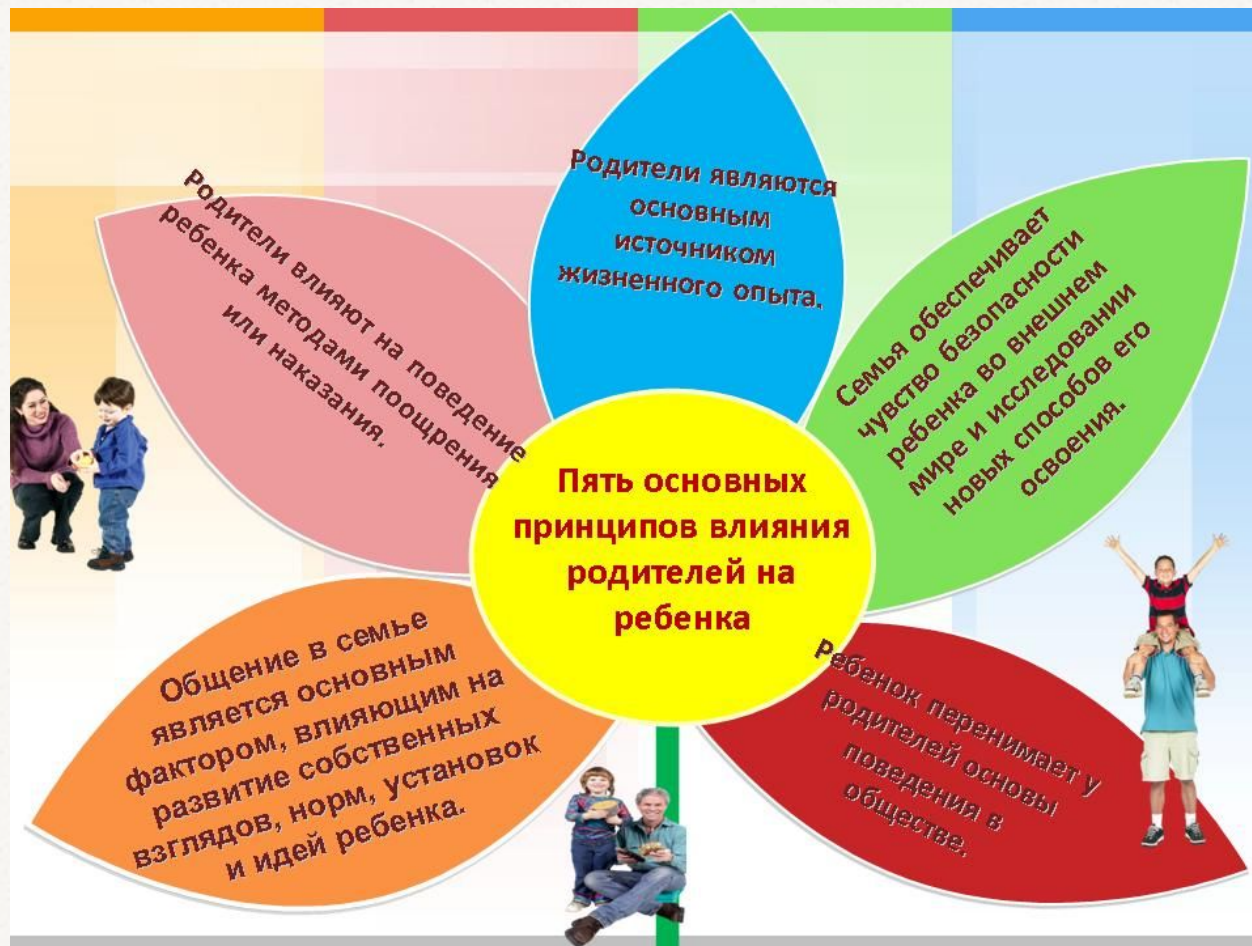 Пять основных
принципов влияния
родителей на
ребенка
Родители являются
основным
источником
жизненного опыта.
Семья обеспечивает
чувство безопасности
ребенка во внешнем
мире и исследовании
новых способов его
освоения.
Ребенок перенимает у
родителей основы
поведения в
обществе.
Общение в семье
является основным
фактором, влияющим на
развитие собственных
взглядов, норм, установок
и идей ребенка.
Родители влияют на поведение
ребенка методами поощрения
или наказания.